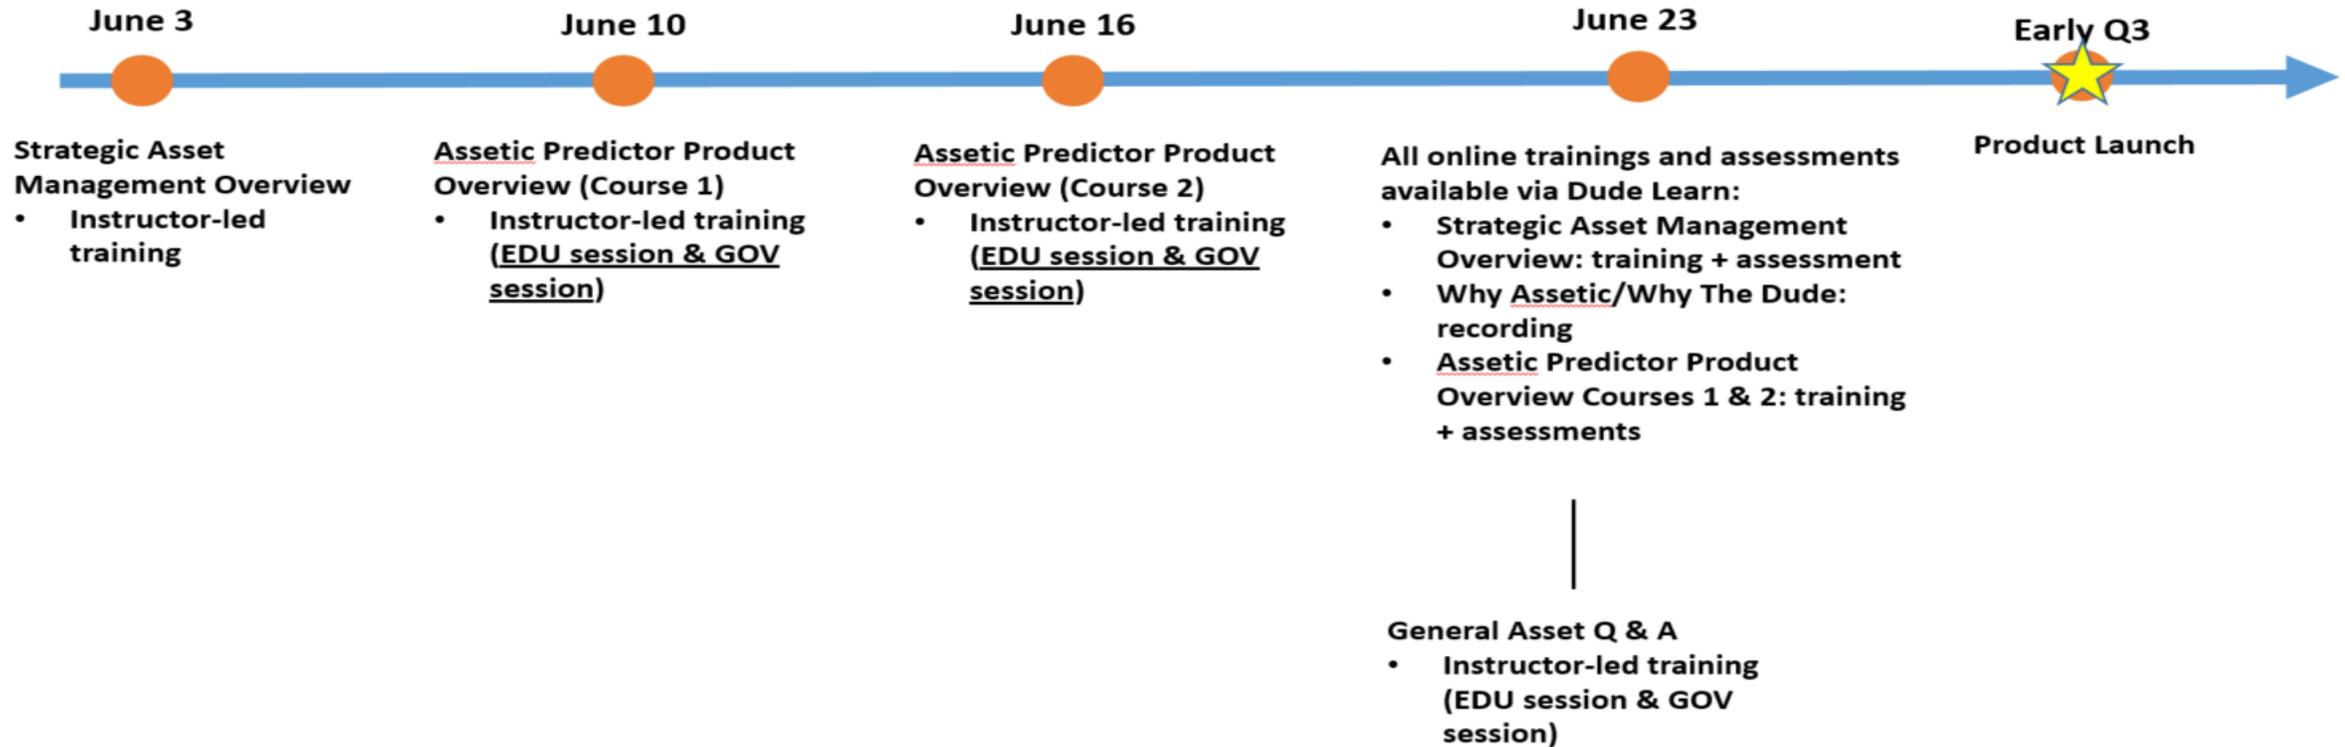 June 3
Strategic Asset
Management Overview
• Instructor-led
training
June 10
Assetic Predictor Product
Overview (Course 1)
• Instructor-led training
(EDU session & GOV
session)
June 16
Assetic Predictor Product
Overview (Course 2)
• Instructor-led training
(EDU session & GOV
session)
June 23
All online trainings and assessments
available via Dude Learn:
• Strategic Asset Management
Overview: training + assessment
• Why Assetic/Why The Dude:
recording
• Assetic Predictor Product
Overview Courses 1 & 2: training
+ assessments
General Asset Q & A
• Instructor-led training
(EDU session & GOV
session)
Early Q3
Product Launch